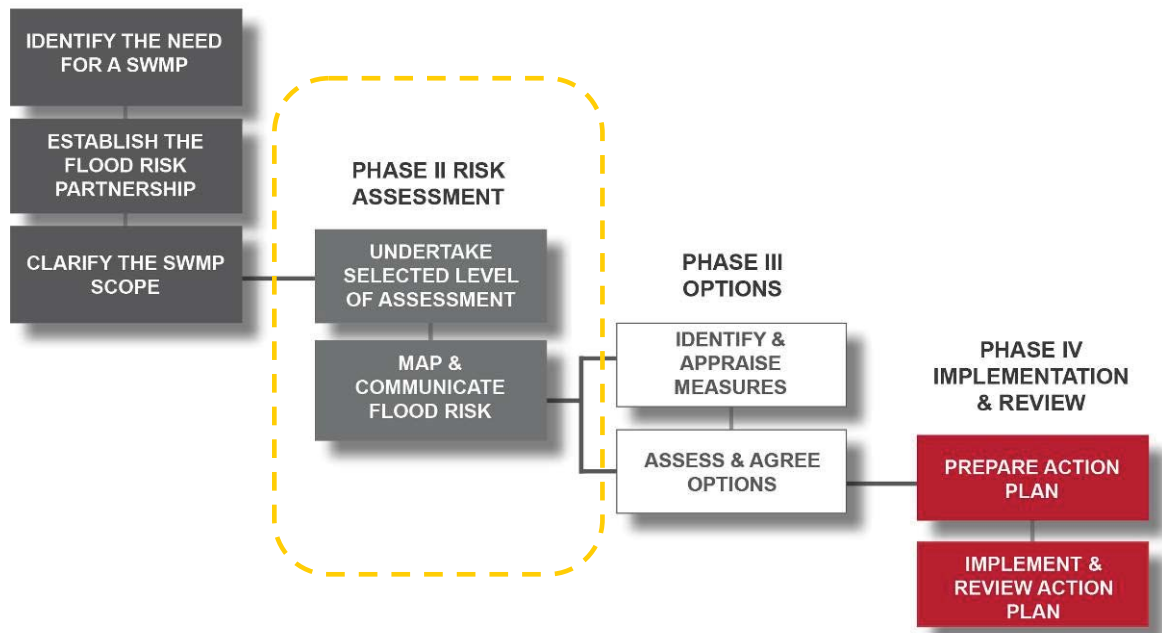 IDENTIFY THE NEED
FOR A SWMP
ESTABLISH THE
FLOOD RISK
PARTNERSHIP
CLARIFY THE SWMP
SCOPE
PHASE II RISK
ASSESSMENT
UNDERTAKE
SELECTED LEVEL
OF ASSESSMENT
MAP &
COMMUNICATE
FLOOD RISK
PHASE III
OPTIONS
IDENTIFY &
APPRAISE
MEASURES
ASSESS & AGREE
OPTIONS
PHASE IV
IMPLEMENTATION
& REVIEW
PREPARE ACTION
PLAN
IMPLEMENT &
REVIEW ACTION
PLAN